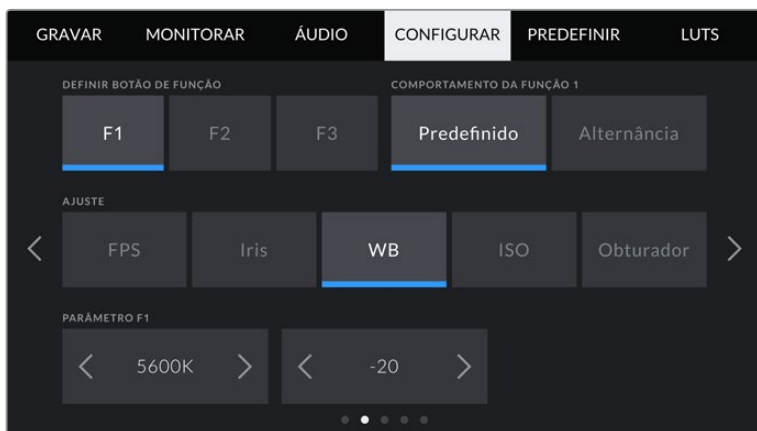 GRAVAR MONITORAR ÁUDIO CONFIGURAR PREDEFINIR LUTS
DEFINIR BOTÃO DE FUNÇÃO COMPORTAMENTO DA FUNÇÃO 1
F1 F2 F3 Predefinido Alternância
AJUSTE
FPS Iris WB ISO Obturador
PARÂMETRO F1
5600K -20